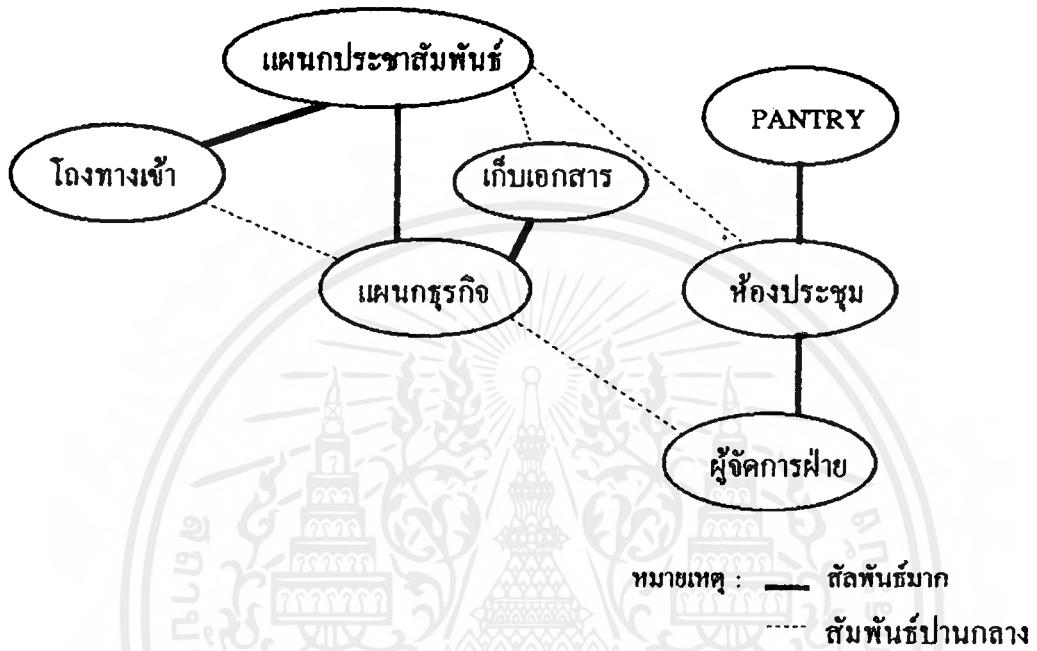 แผนกประชาสัมพันธ์
PANTRY
โถงทางเข้า
เก็บเอกสาร
แผนกธุรกิจ
ห้องประชุม
ผู้จัดการฝ่าย
หมายเหตุ : สัลพันธ์มาก
สัมพันธ์ปานกลาง